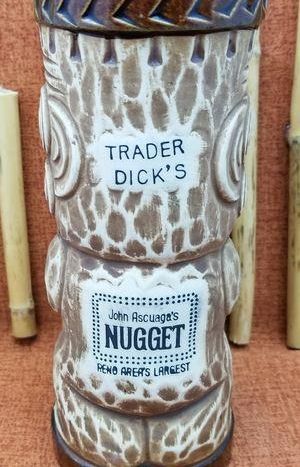 TRADER
DICK'S
John Ascuaga's
NUGGET
RENO AREA'S LARGEST